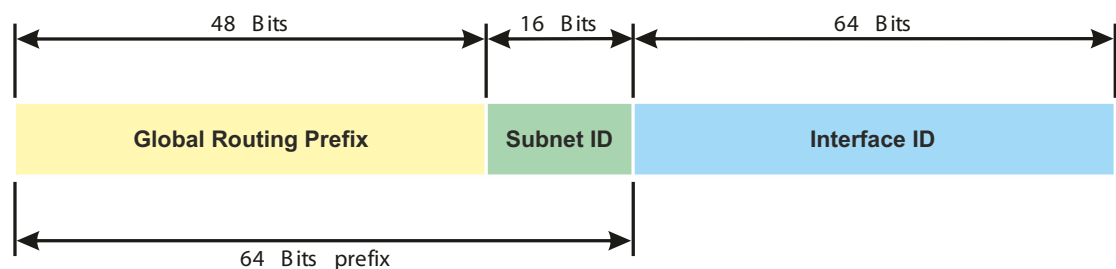 48 Bits
16 Bits
64 Bits
Global Routing Prefix
Subnet ID
Interface ID
64 Bits prefix